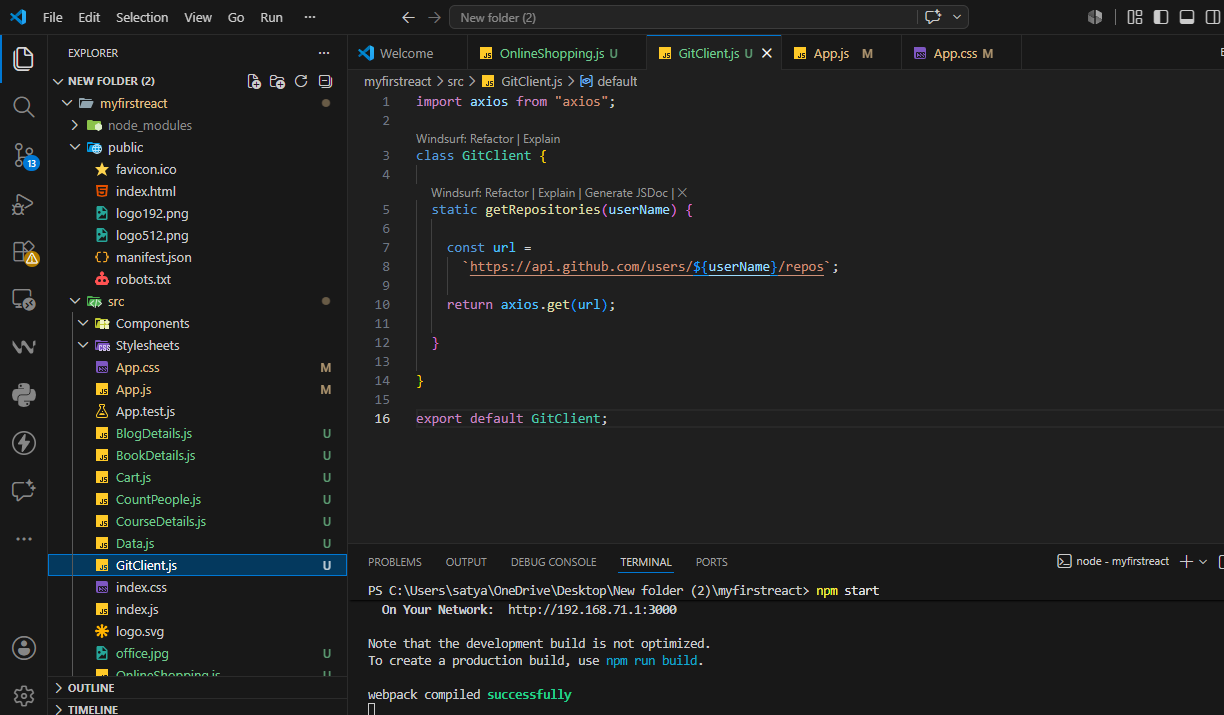 File Edit Selection View Go Run ··· New folder (2)
EXPLORER ···
NEW FOLDER (2)
myfirstreact
node_modules
public
favicon.ico
index.html
logo192.png
logo512.png
manifest.json
robots.txt
src
Components
Stylesheets
App.css M
App.js M
App.test.js
BlogDetails.js U
BookDetails.js U
Cart.js U
CountPeople.js U
CourseDetails.js U
Data.js U
GitClient.js U
index.css
index.js
logo.svg
office.jpg U
OnlineShopping.js U
OUTLINE
TIMELINE
13
Welcome OnlineShopping.js U GitClient.js U App.js M App.css M
myfirstreact > src > JS GitClient.js > default
1 import axios from "axios";
2
Windsurf: Refactor | Explain
3 class GitClient {
4
Windsurf: Refactor | Explain | Generate JSDoc | X
5 static getRepositories(userName) {
6
7 const url =
8 `https://api.github.com/users/${userName}/repos`;
9
10 return axios.get(url);
11
12 }
13
14 }
15
16 export default GitClient;
PROBLEMS OUTPUT DEBUG CONSOLE TERMINAL PORTS node - myfirstreact
PS C:\Users\satya\OneDrive\Desktop\New folder (2)\myfirstreact> npm start
On Your Network: http://192.168.71.1:3000
Note that the development build is not optimized.
To create a production build, use npm run build.
webpack compiled successfully